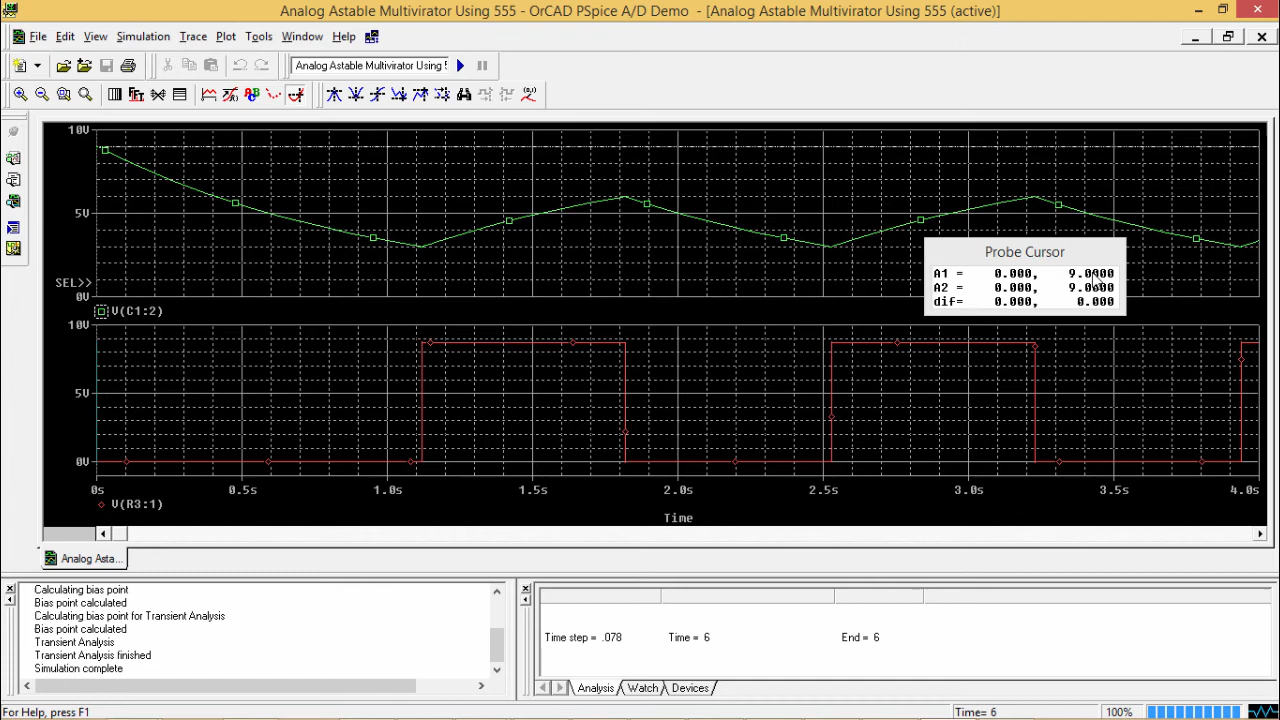 Analog Astable Multivirator Using 555 - OrCAD PSpice A/D Demo - [Analog Astable Multivirator Using 555 (active)]
File Edit View Simulation Trace Plot Tools Window Help
Analog Astable Multivirator Using 5
10V
5V
SEL>>
0V
V(C1:2)
Probe Cursor
A1 = 0.000, 9.0000
A2 = 0.000, 9.0000
dif= 0.000, 0.000
10V
5V
0V
0s 0.5s 1.0s 1.5s 2.0s 2.5s 3.0s 3.5s 4.0s
V(R3:1)
Time
Analog Asta...
Calculating bias point
Bias point calculated
Calculating bias point for Transient Analysis
Bias point calculated
Transient Analysis
Transient Analysis finished
Simulation complete
Time step = .078 Time = 6 End = 6
Analysis Watch Devices
For Help, press F1 Time= 6 100%